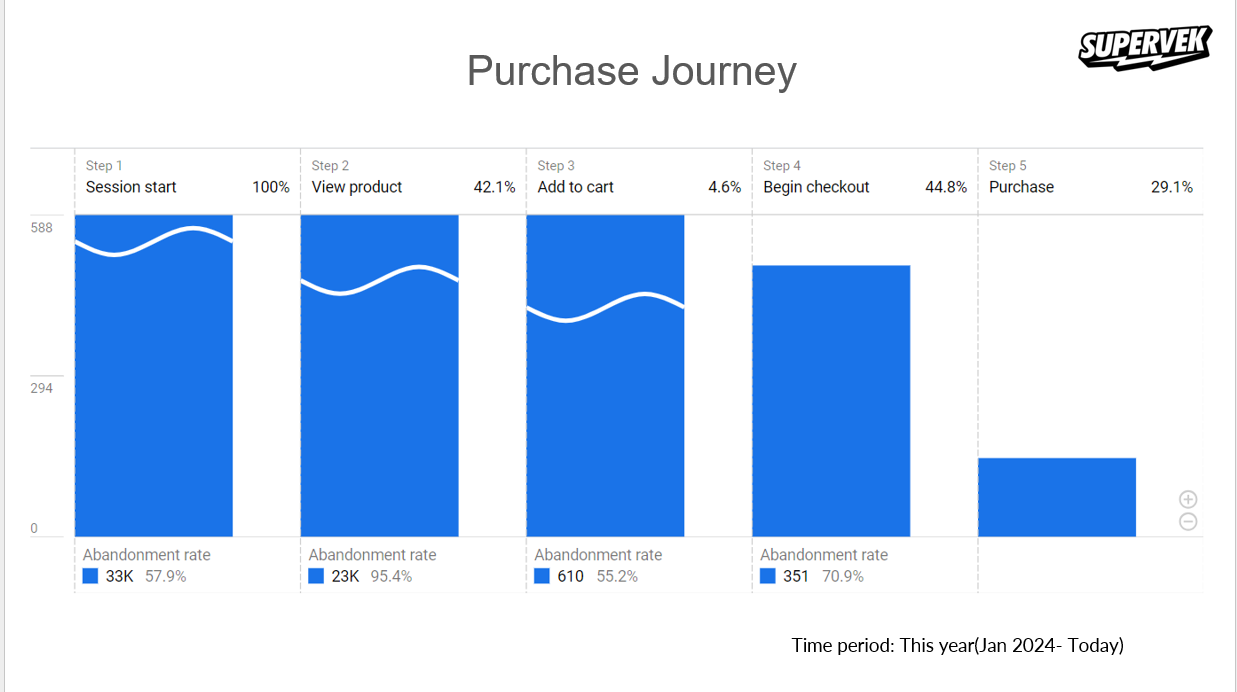 SUPERVEK
Purchase Journey
Step 1
Session start 100%
Step 2
View product 42.1%
Step 3
Add to cart 4.6%
Step 4
Begin checkout 44.8%
Step 5
Purchase 29.1%
588
294
0
Abandonment rate
33K 57.9%
Abandonment rate
23K 95.4%
Abandonment rate
610 55.2%
Abandonment rate
351 70.9%
Time period: This year(Jan 2024- Today)